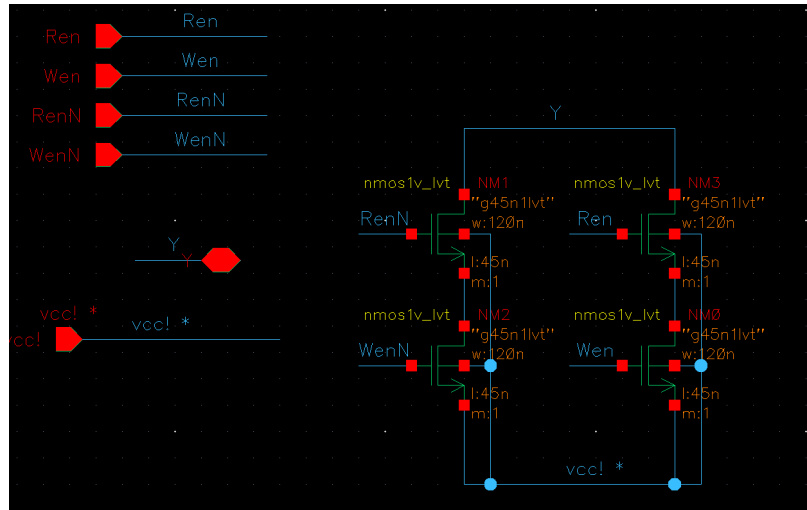 Ren Ren
Wen Wen
RenN RenN
WenN WenN
Y
Y
vcc! *
vcc! vcc! *
Y
nmos1v_lvt NM1
"g45n1lvt"
RenN w:120n
l:45n
m:1
nmos1v_lvt NM3
"g45n1lvt"
Ren w:120n
l:45n
m:1
nmos1v_lvt NM2
"g45n1lvt"
WenN w:120n
l:45n
m:1
nmos1v_lvt NM0
"g45n1lvt"
Wen w:120n
l:45n
m:1
vcc! *